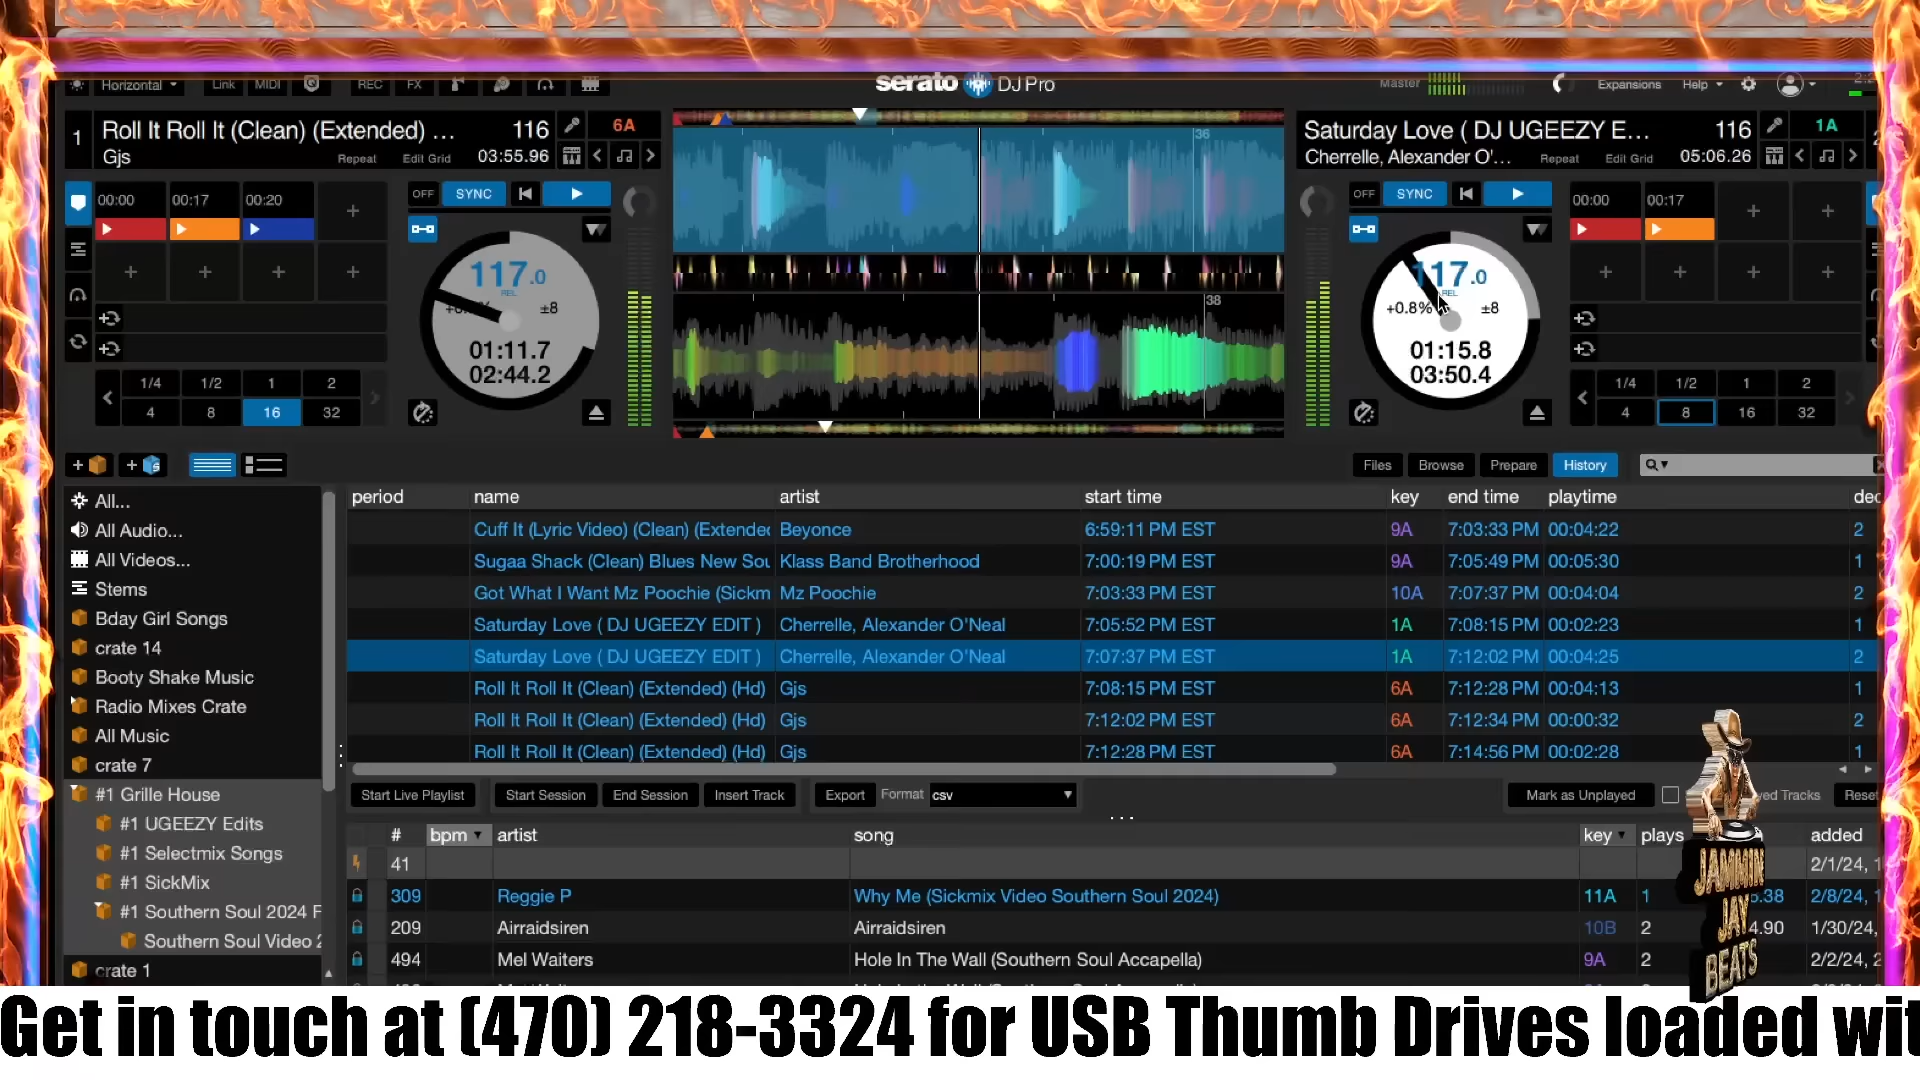 Horizontal Link MIDI REC FX serato DJ Pro Master Expansions Help
1 Roll It Roll It (Clean) (Extended) ... 116 6A
Gjs Repeat Edit Grid 03:55.96
Saturday Love ( DJ UGEEZY E... 116 1A
Cherrelle, Alexander O'... Repeat Edit Grid 05:06.26
00:00 00:17 00:20
OFF SYNC
117.0
REL
±8
01:11.7
02:44.2
1/4 1/2 1 2
4 8 16 32
36
38
OFF SYNC
117.0
REL
+0.8% ±8
01:15.8
03:50.4
00:00 00:17
1/4 1/2 1 2
4 8 16 32
Files Browse Prepare History
All...
All Audio...
All Videos...
Stems
Bday Girl Songs
crate 14
Booty Shake Music
Radio Mixes Crate
All Music
crate 7
#1 Grille House
#1 UGEEZY Edits
#1 Selectmix Songs
#1 SickMix
#1 Southern Soul 2024 F
Southern Soul Video 2
crate 1
period name artist start time key end time playtime dec
Cuff It (Lyric Video) (Clean) (Extended Beyonce 6:59:11 PM EST 9A 7:03:33 PM 00:04:22 2
Sugaa Shack (Clean) Blues New Sou Klass Band Brotherhood 7:00:19 PM EST 9A 7:05:49 PM 00:05:30 1
Got What I Want Mz Poochie (Sickm Mz Poochie 7:03:33 PM EST 10A 7:07:37 PM 00:04:04 2
Saturday Love ( DJ UGEEZY EDIT ) Cherrelle, Alexander O'Neal 7:05:52 PM EST 1A 7:08:15 PM 00:02:23 1
Saturday Love ( DJ UGEEZY EDIT ) Cherrelle, Alexander O'Neal 7:07:37 PM EST 1A 7:12:02 PM 00:04:25 2
Roll It Roll It (Clean) (Extended) (Hd) Gjs 7:08:15 PM EST 6A 7:12:28 PM 00:04:13 1
Roll It Roll It (Clean) (Extended) (Hd) Gjs 7:12:02 PM EST 6A 7:12:34 PM 00:00:32 2
Roll It Roll It (Clean) (Extended) (Hd) Gjs 7:12:28 PM EST 6A 7:14:56 PM 00:02:28 1
Start Live Playlist Start Session End Session Insert Track Export Format csv Mark as Unplayed Tracks Reset
# bpm artist song key plays added
41 2/1/24,
309 Reggie P Why Me (Sickmix Video Southern Soul 2024) 11A 1 5.38 2/8/24,
209 Airraidsiren Airraidsiren 10B 2 4.90 1/30/24,
494 Mel Waiters Hole In The Wall (Southern Soul Accapella) 9A 2 2/2/24, 2
JAMMIN
JAY
BEATS
Get in touch at (470) 218-3324 for USB Thumb Drives loaded wit